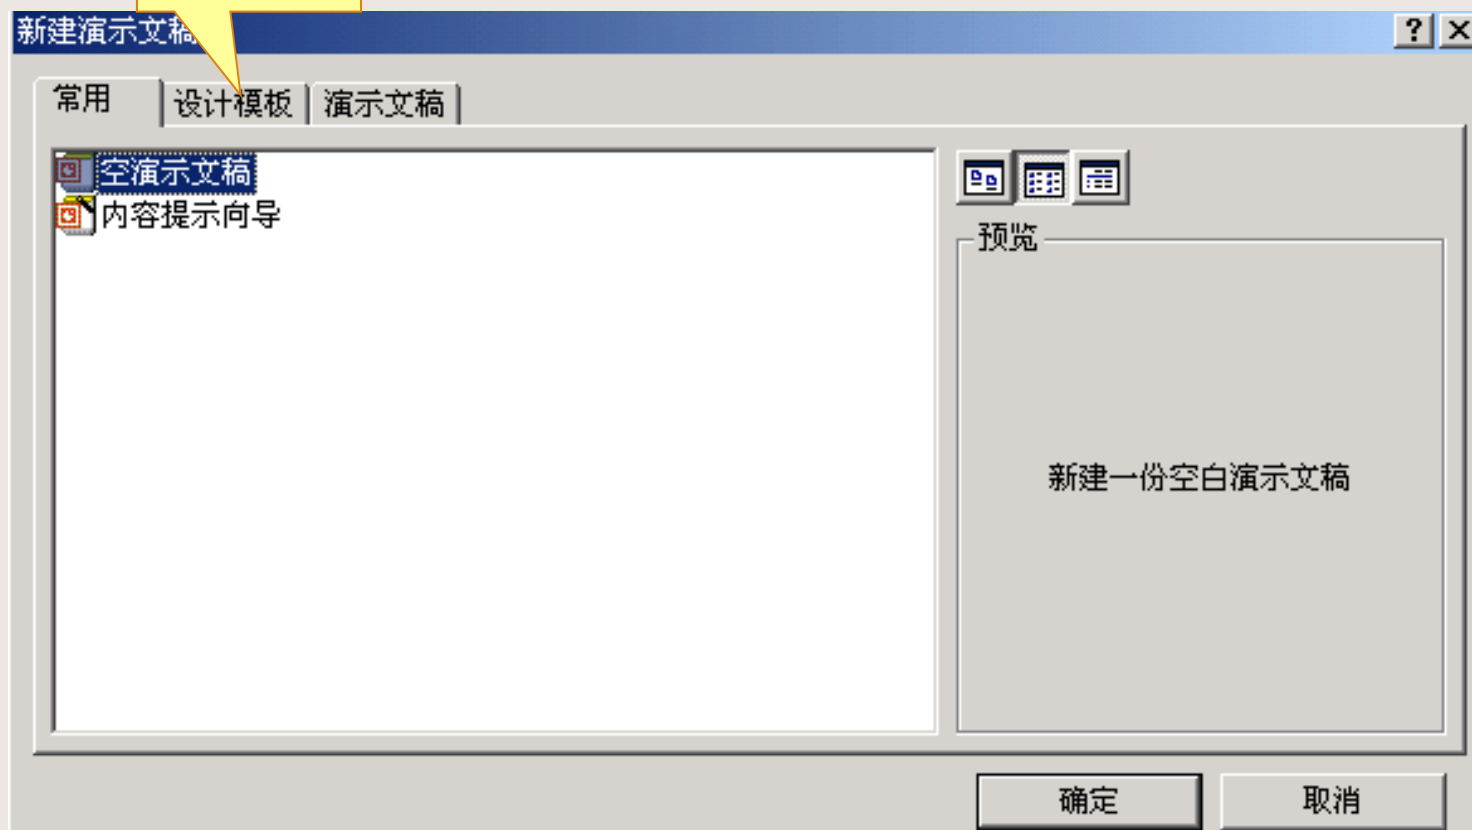 新建演示文稿
常用 设计模板 演示文稿
空演示文稿
内容提示向导
预览
新建一份空白演示文稿
确定 取消